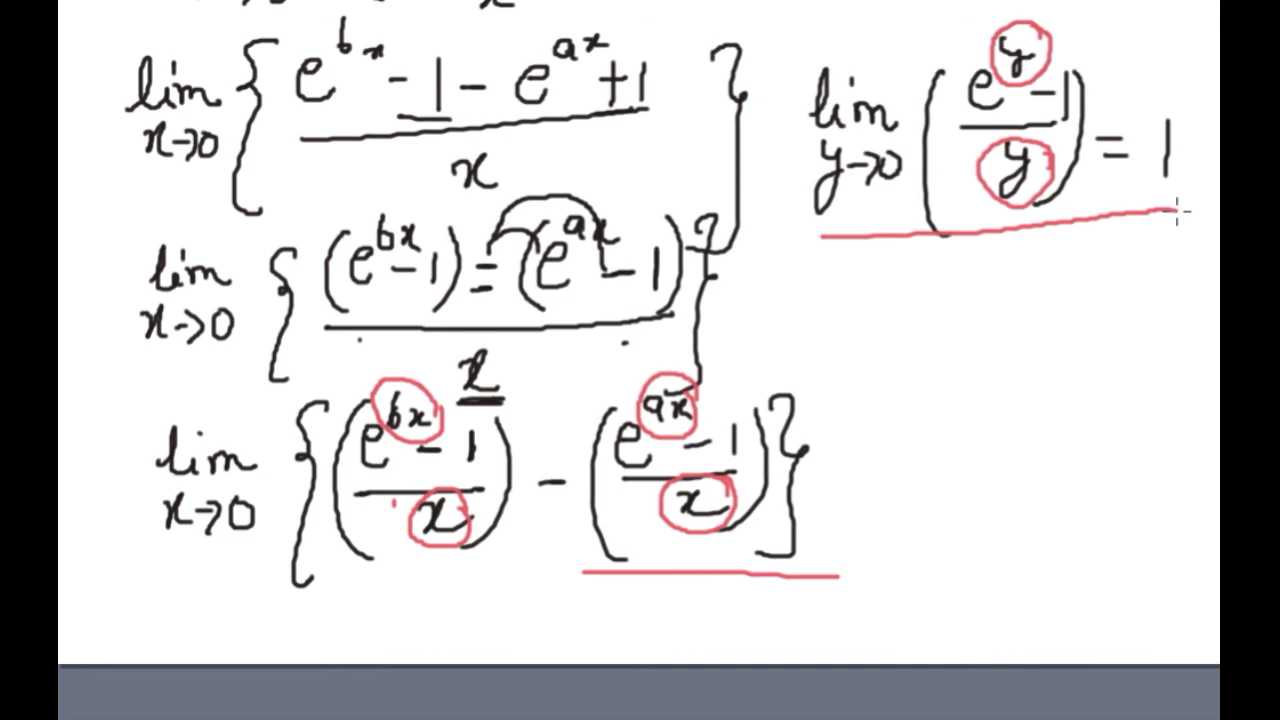 lim x→0 { (e^{bx} - 1 - e^{ax} + 1) / x }
lim y→0 ( (e^y - 1) / y ) = 1
lim x→0 { ((e^{bx} - 1) - (e^{ax} - 1)) / x }
lim x→0 { ((e^{bx} - 1) / x) - ((e^{ax} - 1) / x) }